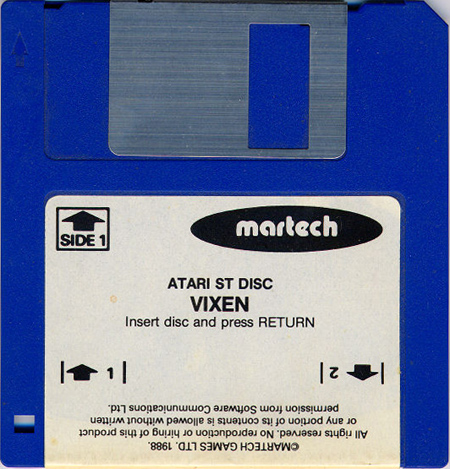 SIDE 1
martech
ATARI ST DISC
VIXEN
Insert disc and press RETURN
1
2
©MARTECH GAMES LTD. 1988.
All rights reserved. No reproduction or hiring of this product
or any portion of its contents is allowed without written
permission from Software Communications Ltd.